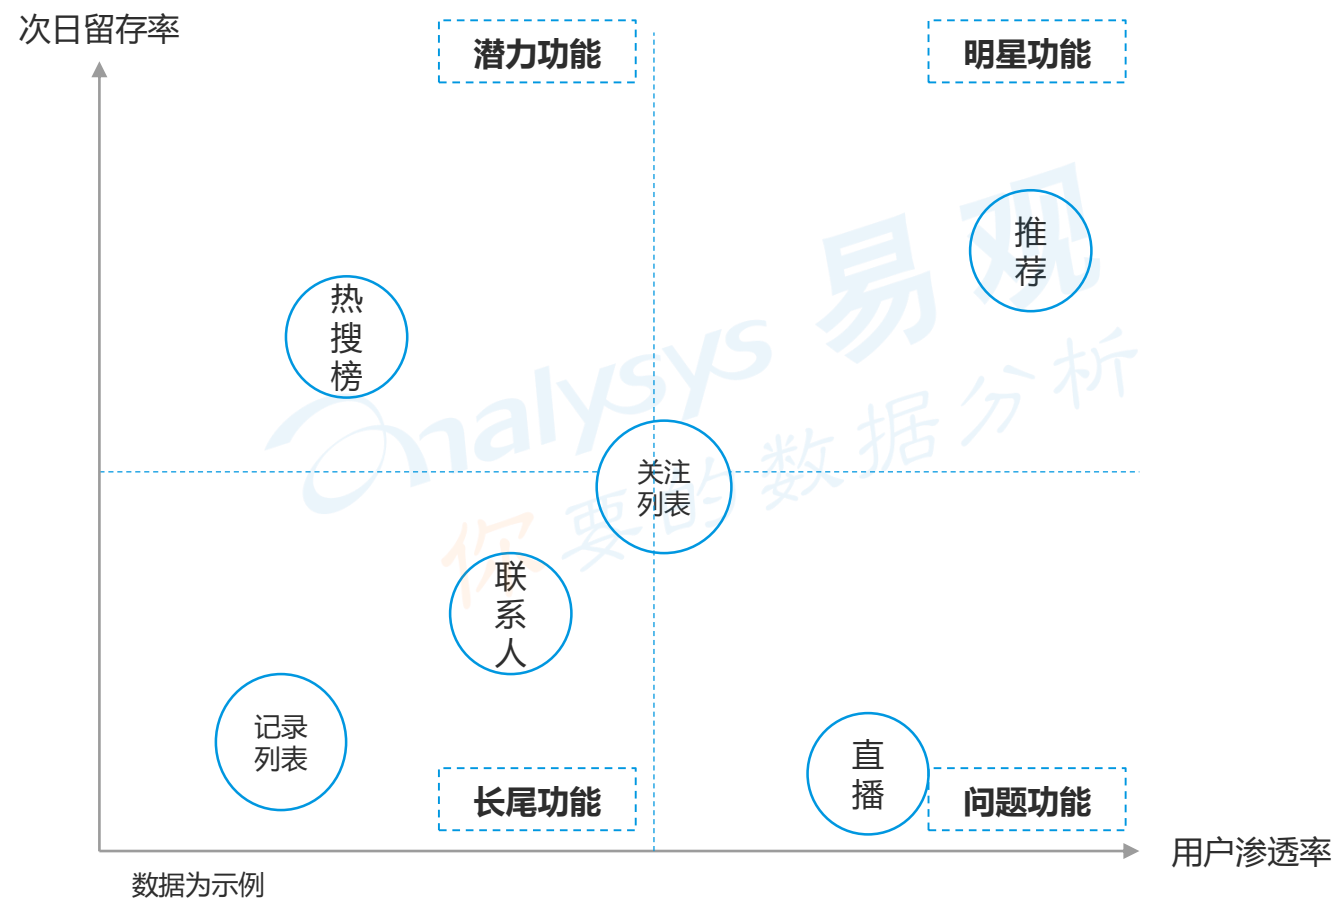 次日留存率
潜力功能
明星功能
推
荐
热
搜
榜
nalysys 易观
你要的数据分析
关注
列表
联
系
人
记录
列表
直
播
长尾功能
问题功能
用户渗透率
数据为示例